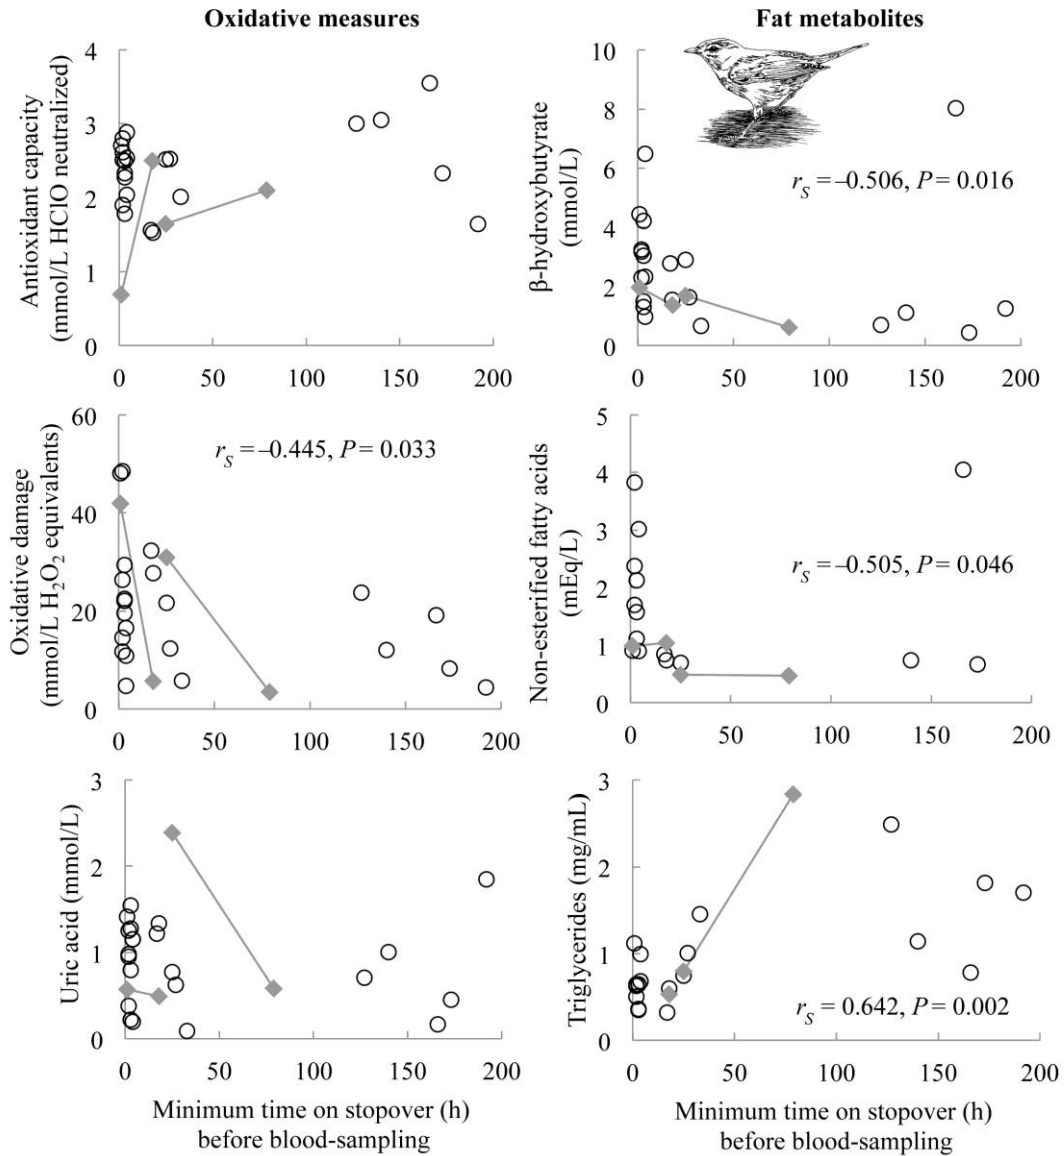 Oxidative measures
Fat metabolites
Antioxidant capacity
(mmol/L HClO neutralized)
4
3
2
1
0
0 50 100 150 200
β-hydroxybutyrate
(mmol/L)
10
8
6
4
2
0
rS = –0.506, P = 0.016
0 50 100 150 200
Oxidative damage
(mmol/L H2O2 equivalents)
60
40
20
0
rS = –0.445, P = 0.033
0 50 100 150 200
Non-esterified fatty acids
(mEq/L)
5
4
3
2
1
0
rS = –0.505, P = 0.046
0 50 100 150 200
Uric acid (mmol/L)
3
2
1
0
0 50 100 150 200
Minimum time on stopover (h)
before blood-sampling
Triglycerides (mg/mL)
3
2
1
0
rS = 0.642, P = 0.002
0 50 100 150 200
Minimum time on stopover (h)
before blood-sampling